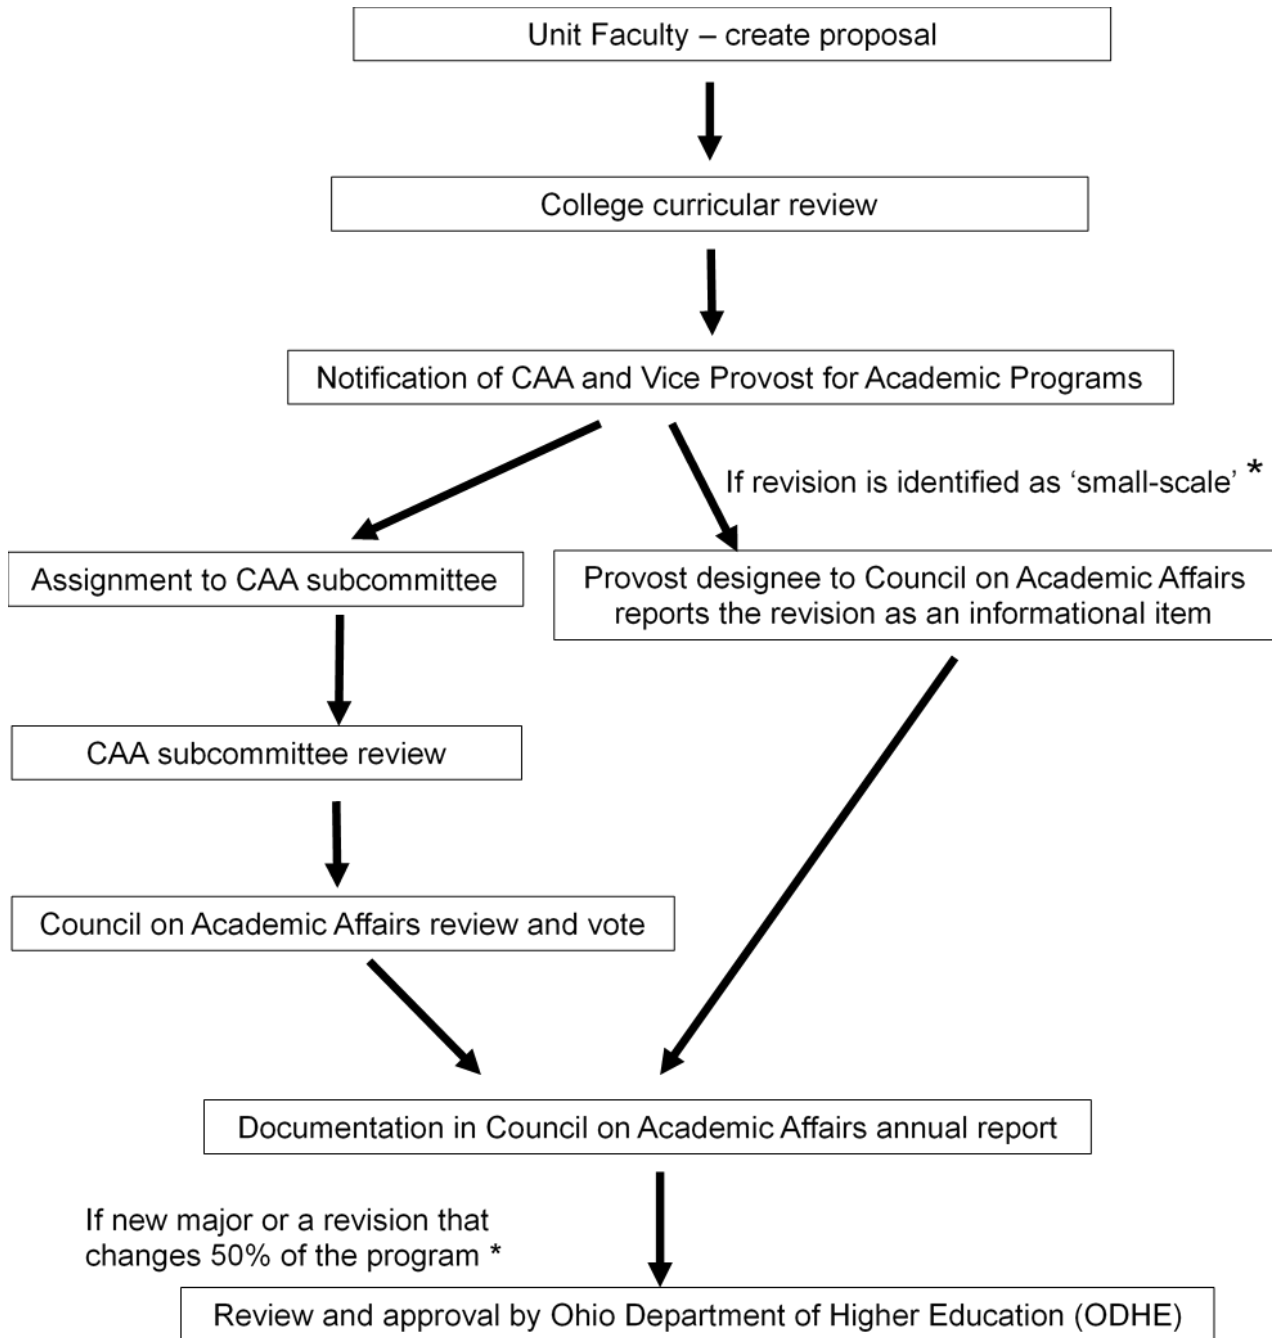 Unit Faculty – create proposal
College curricular review
Notification of CAA and Vice Provost for Academic Programs
If revision is identified as ‘small-scale’ *
Assignment to CAA subcommittee
Provost designee to Council on Academic Affairs
reports the revision as an informational item
CAA subcommittee review
Council on Academic Affairs review and vote
Documentation in Council on Academic Affairs annual report
If new major or a revision that
changes 50% of the program *
Review and approval by Ohio Department of Higher Education (ODHE)